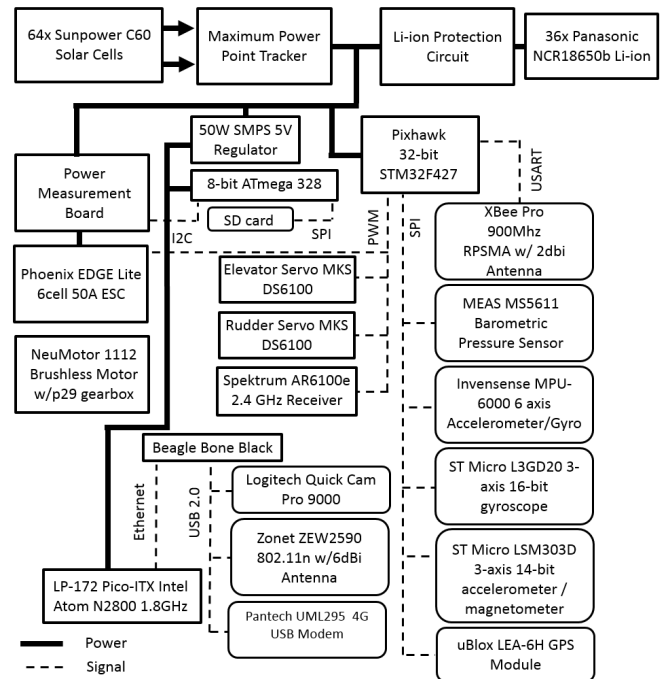 64x Sunpower C60
Solar Cells
Maximum Power
Point Tracker
Li-ion Protection
Circuit
36x Panasonic
NCR18650b Li-ion
50W SMPS 5V
Regulator
Pixhawk
32-bit
STM32F427
Power
Measurement
Board
8-bit ATmega 328
SD card
I2C
SPI
PWM
SPI
USART
XBee Pro
900Mhz
RPSMA w/ 2dbi
Antenna
Phoenix EDGE Lite
6cell 50A ESC
Elevator Servo MKS
DS6100
MEAS MS5611
Barometric
Pressure Sensor
Rudder Servo MKS
DS6100
NeuMotor 1112
Brushless Motor
w/p29 gearbox
Spektrum AR6100e
2.4 GHz Receiver
Invensense MPU-
6000 6 axis
Accelerometer/Gyro
Beagle Bone Black
Ethernet
USB 2.0
Logitech Quick Cam
Pro 9000
ST Micro L3GD20 3-
axis 16-bit
gyroscope
Zonet ZEW2590
802.11n w/6dBi
Antenna
ST Micro LSM303D
3-axis 14-bit
accelerometer /
magnetometer
LP-172 Pico-ITX Intel
Atom N2800 1.8GHz
Pantech UML295 4G
USB Modem
uBlox LEA-6H GPS
Module
Power
Signal